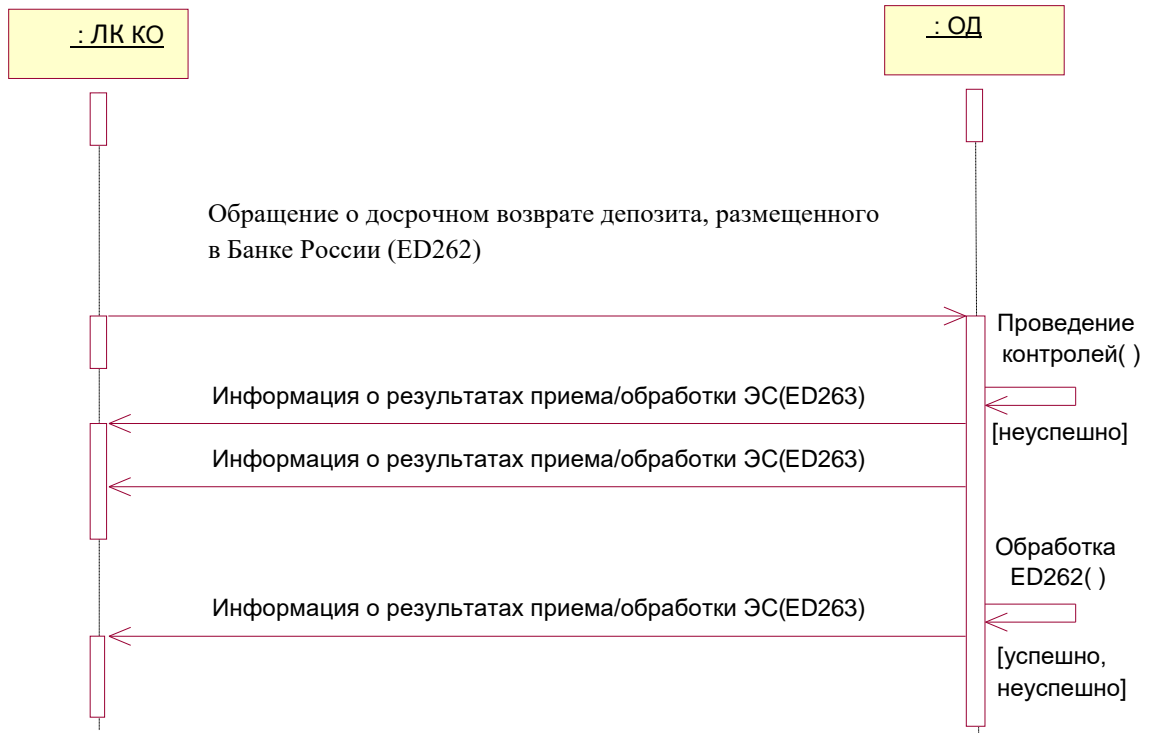 : ЛК КО
: ОД
Обращение о досрочном возврате депозита, размещенного
в Банке России (ED262)
Проведение
контролей( )
Информация о результатах приема/обработки ЭС(ED263)
[неуспешно]
Информация о результатах приема/обработки ЭС(ED263)
Обработка
ED262( )
Информация о результатах приема/обработки ЭС(ED263)
[успешно,
неуспешно]